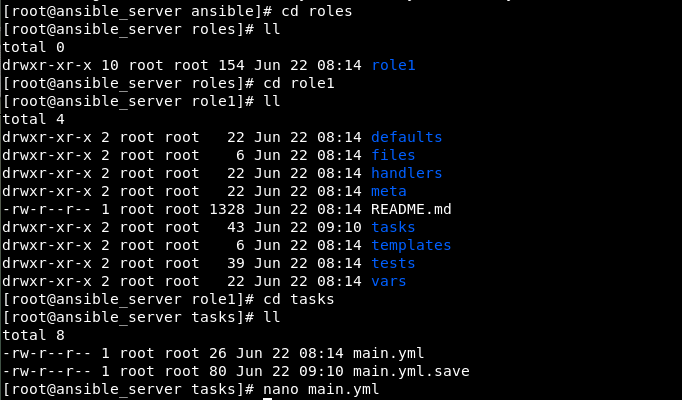 [root@ansible_server ansible]# cd roles
[root@ansible_server roles]# ll
total 0
drwxr-xr-x 10 root root 154 Jun 22 08:14 role1
[root@ansible_server roles]# cd role1
[root@ansible_server role1]# ll
total 4
drwxr-xr-x 2 root root   22 Jun 22 08:14 defaults
drwxr-xr-x 2 root root    6 Jun 22 08:14 files
drwxr-xr-x 2 root root   22 Jun 22 08:14 handlers
drwxr-xr-x 2 root root   22 Jun 22 08:14 meta
-rw-r--r-- 1 root root 1328 Jun 22 08:14 README.md
drwxr-xr-x 2 root root   43 Jun 22 09:10 tasks
drwxr-xr-x 2 root root    6 Jun 22 08:14 templates
drwxr-xr-x 2 root root   39 Jun 22 08:14 tests
drwxr-xr-x 2 root root   22 Jun 22 08:14 vars
[root@ansible_server role1]# cd tasks
[root@ansible_server tasks]# ll
total 8
-rw-r--r-- 1 root root 26 Jun 22 08:14 main.yml
-rw-r--r-- 1 root root 80 Jun 22 09:10 main.yml.save
[root@ansible_server tasks]# nano main.yml